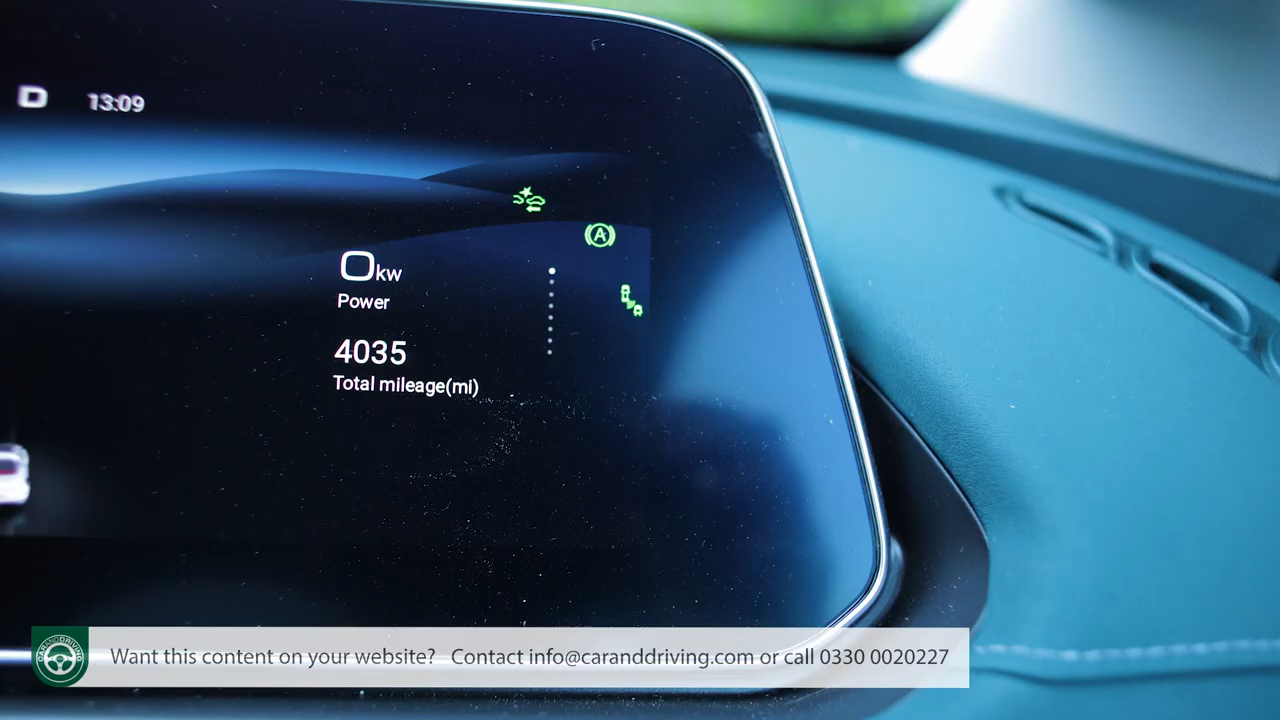 D 13:09
0kw
Power
4035
Total mileage(mi)
A
CARANDDRIVING
Want this content on your website? Contact info@caranddriving.com or call 0330 0020227